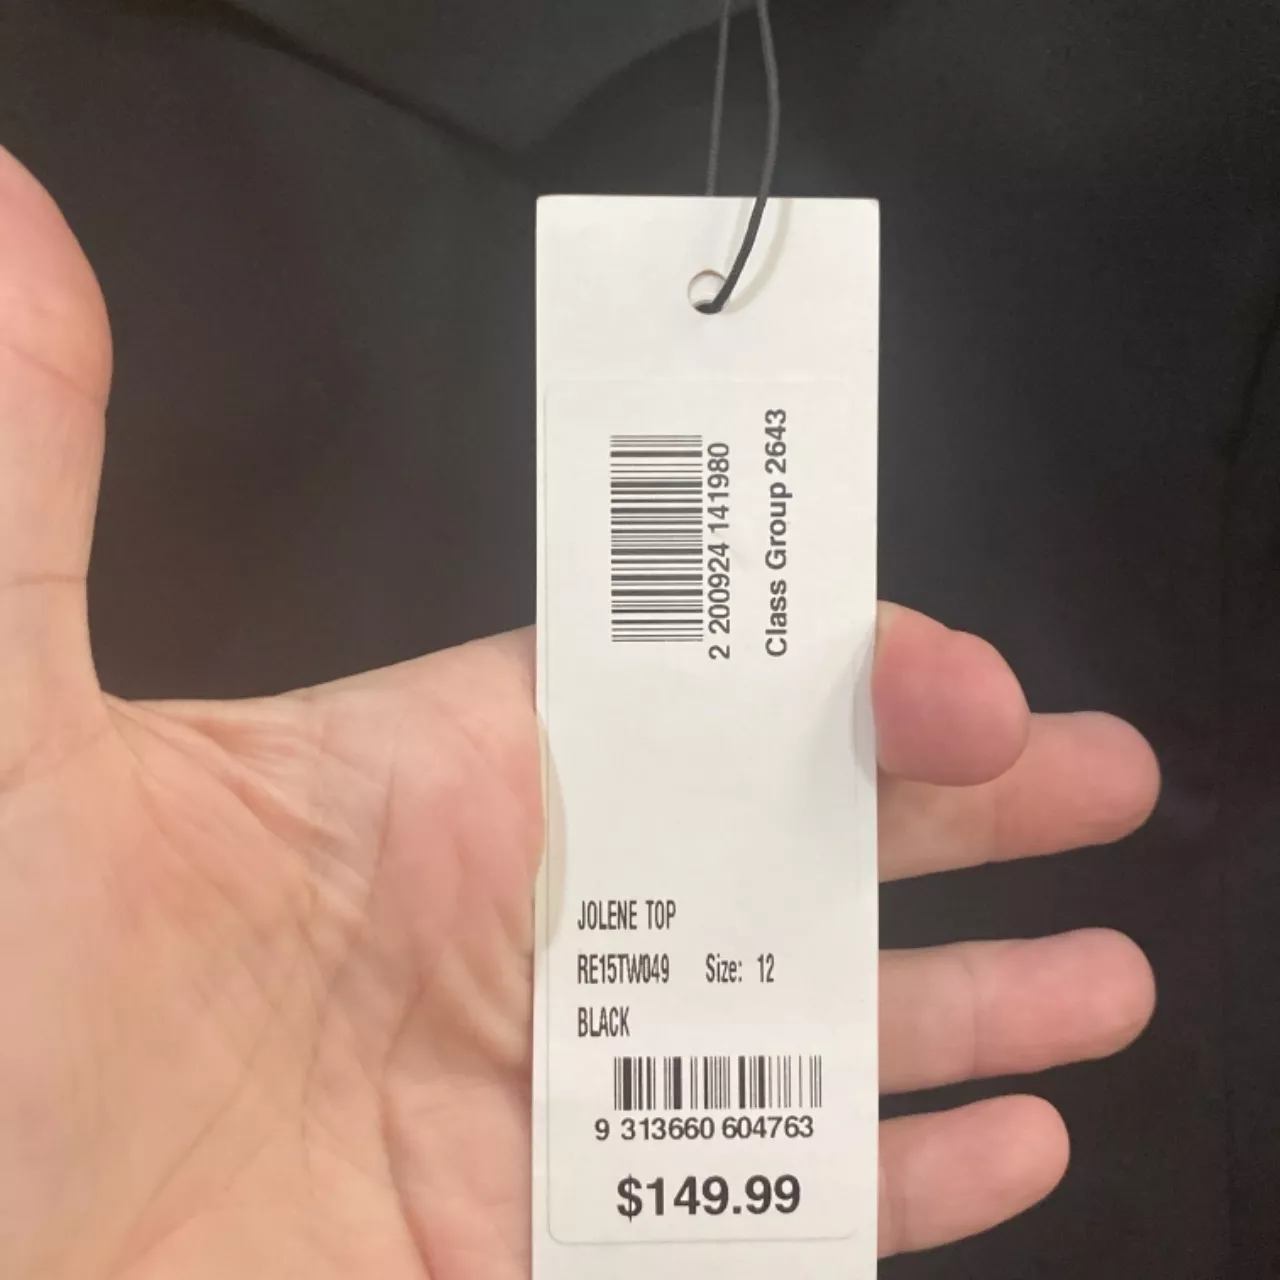 2 200924 141980
Class Group 2643
JOLENE TOP
RE15TW049 Size: 12
BLACK
9 313660 604763
$149.99